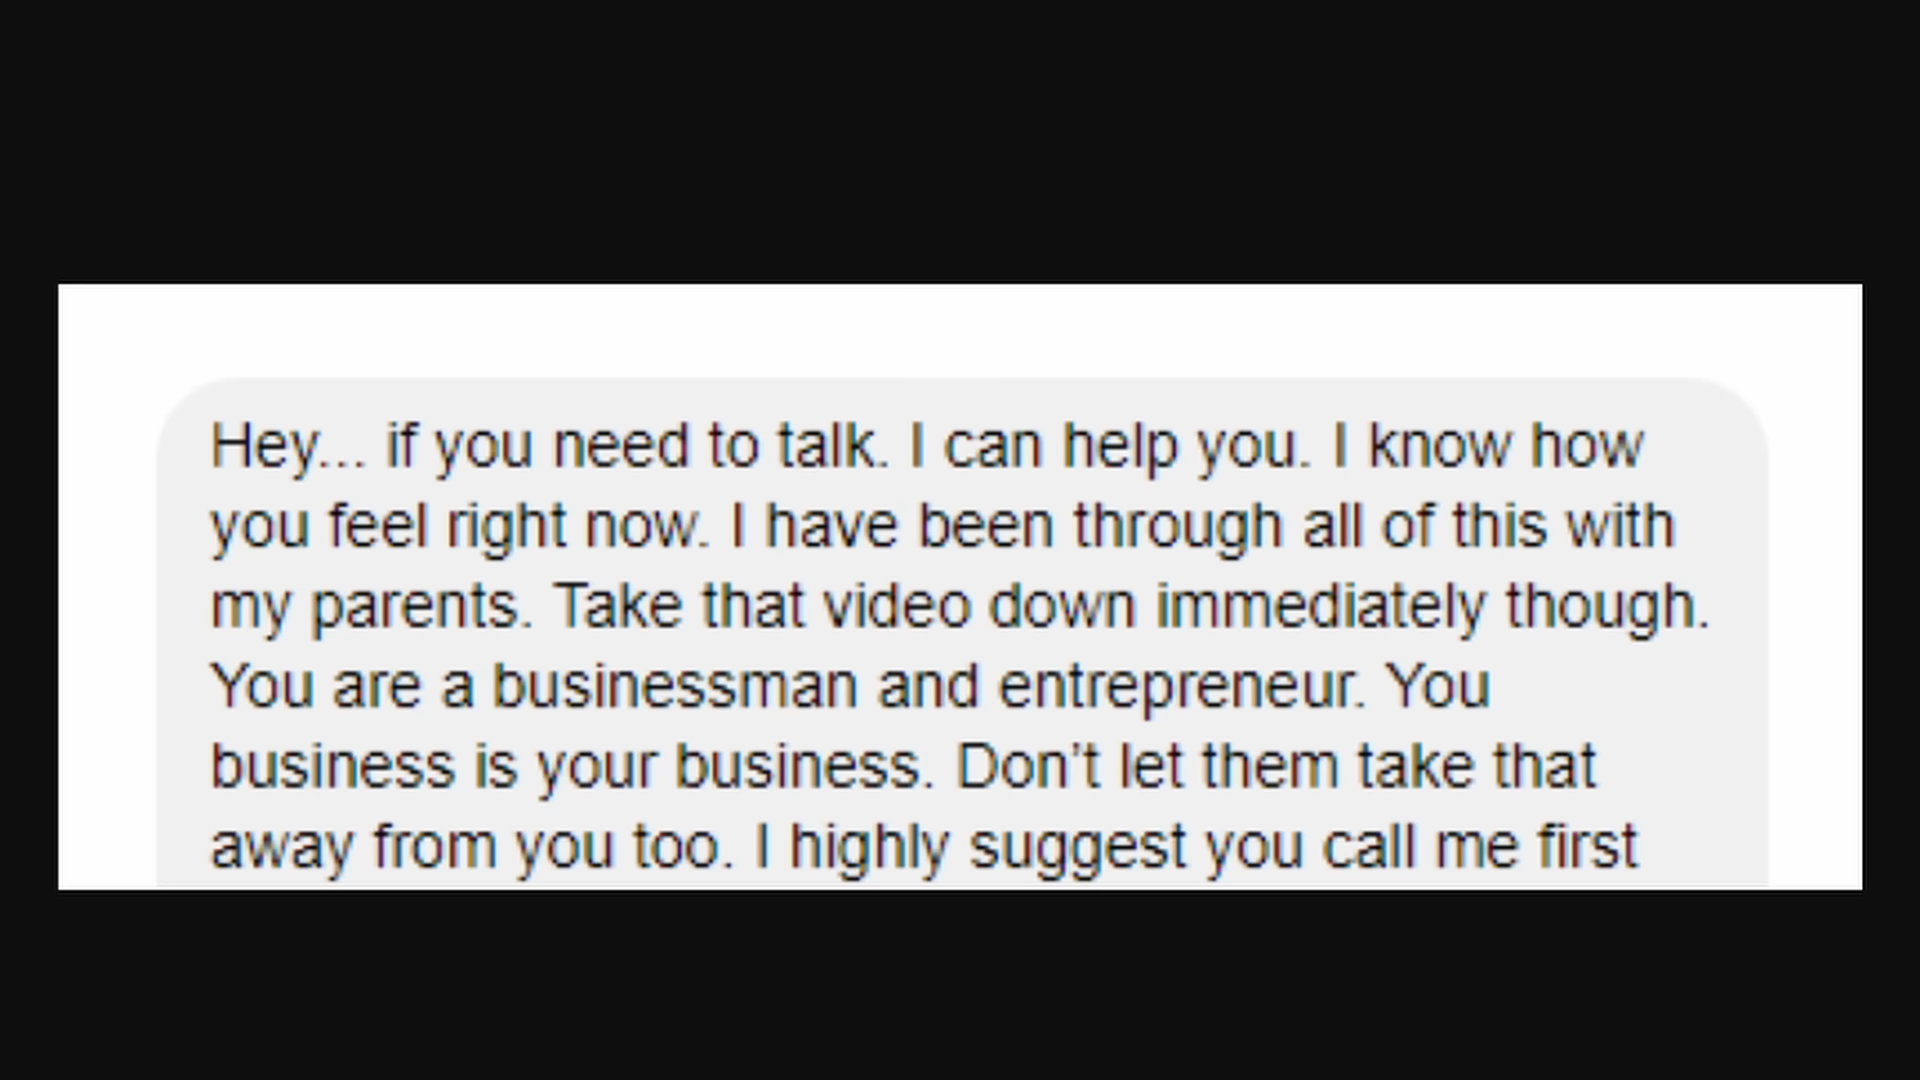 Hey... if you need to talk. I can help you. I know how
you feel right now. I have been through all of this with
my parents. Take that video down immediately though.
You are a businessman and entrepreneur. You
business is your business. Don't let them take that
away from you too. I highly suggest you call me first